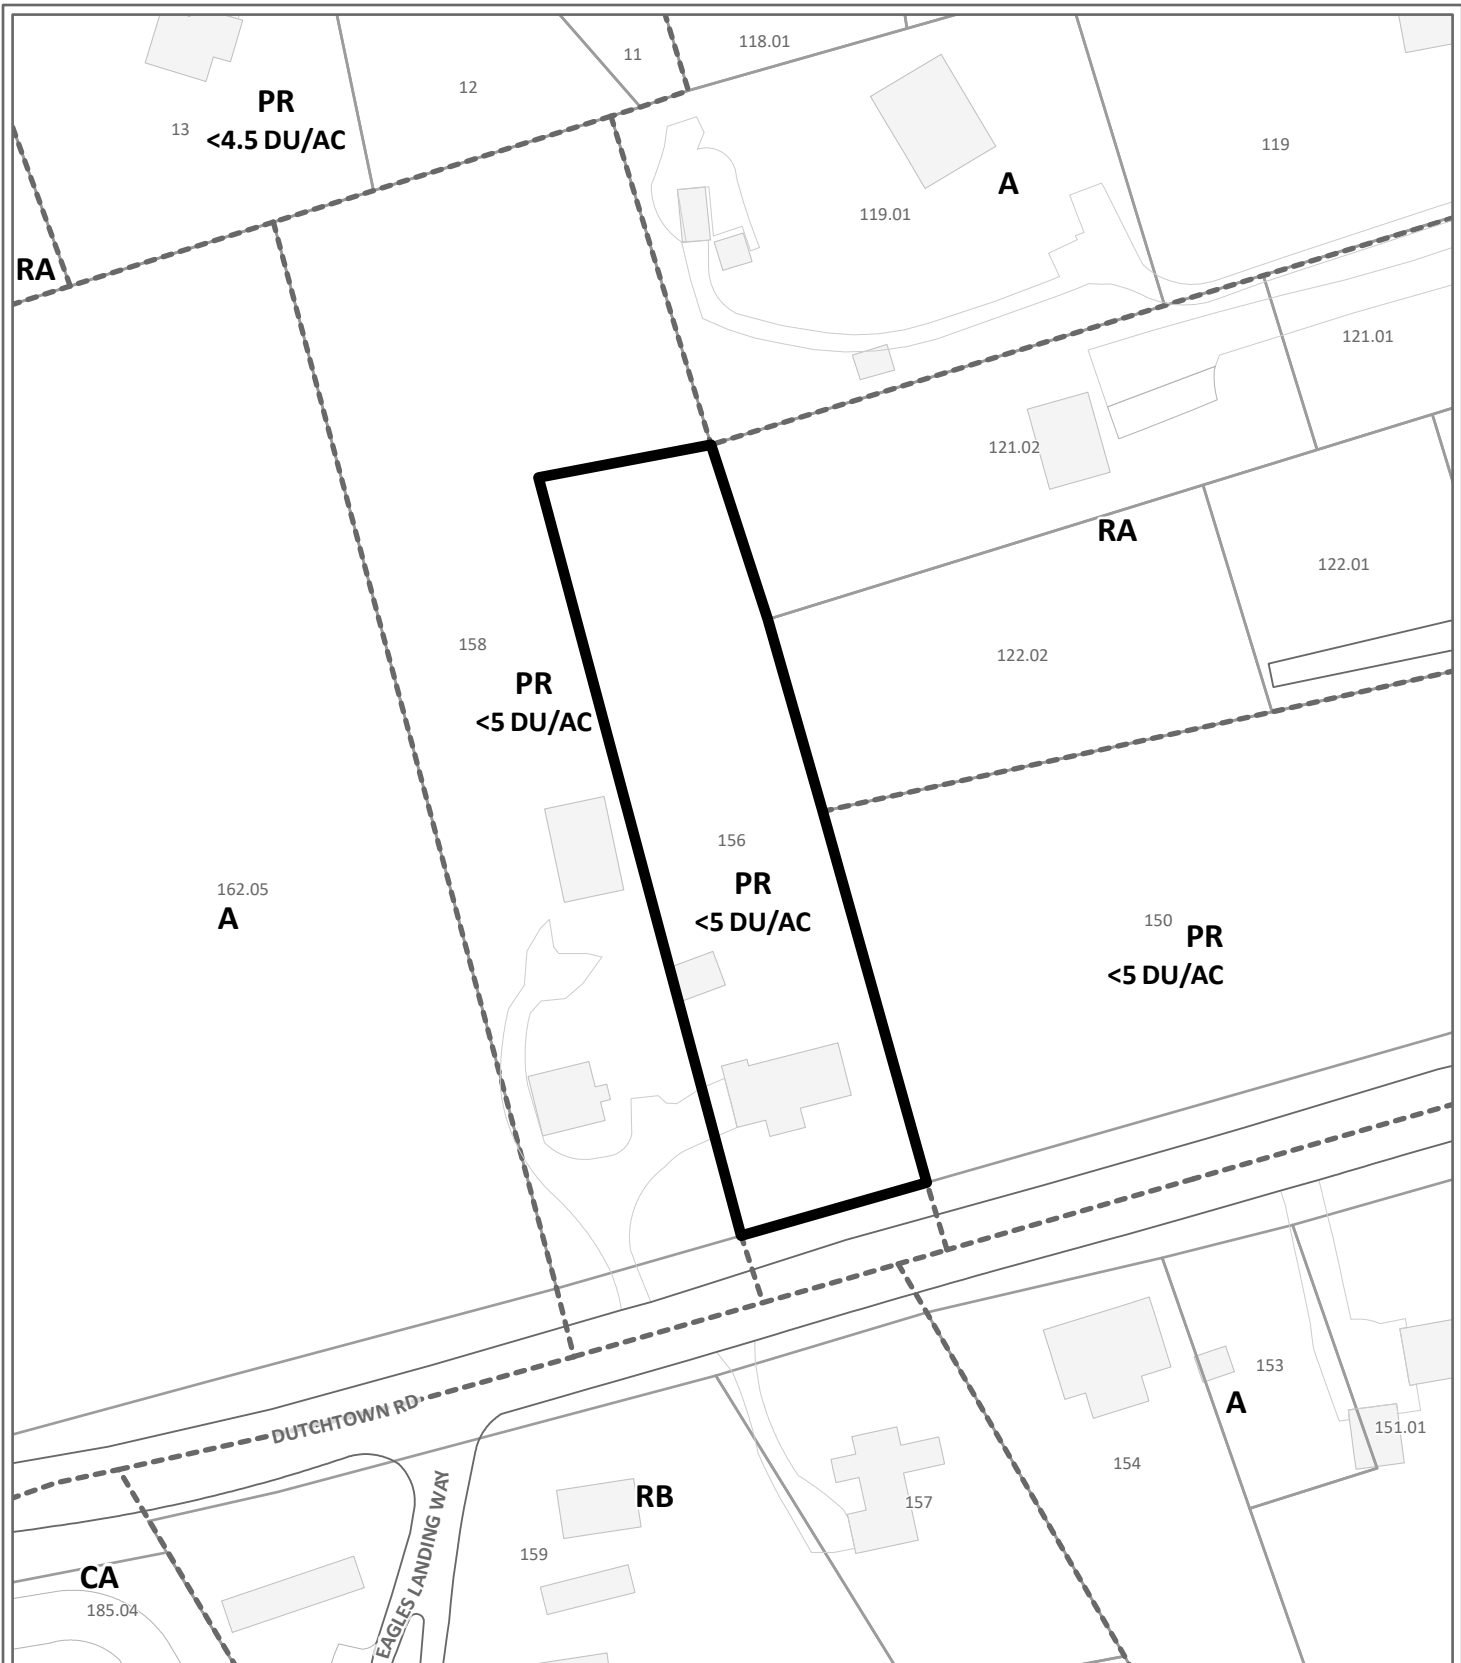 118.01
11
12
PR
<4.5 DU/AC
13
119
A
119.01
RA
121.01
121.02
RA
122.01
158
122.02
PR
<5 DU/AC
156
PR
<5 DU/AC
162.05
A
150
PR
<5 DU/AC
DUTCHTOWN RD
153
A
151.01
154
EAGLES LANDING WAY
RB
157
159
CA
185.04